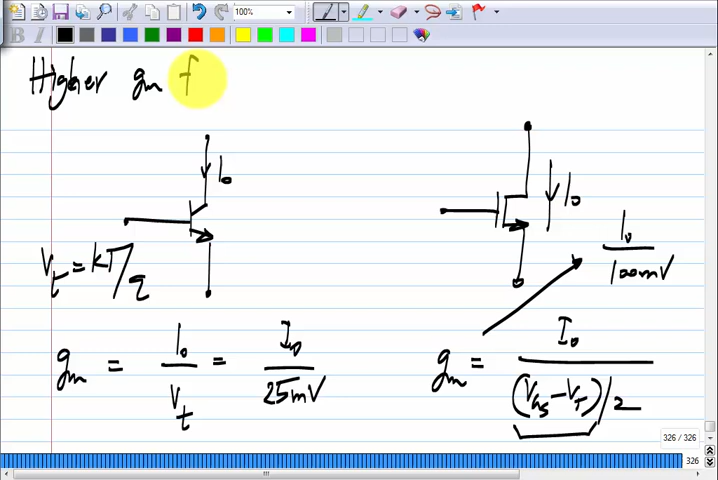 100%
B I
Higher gm f
I₀
I₀
Vt = kT/q
I₀/100mV
gm = I₀/Vt = I₀/25mV
gm = I₀/((VGS − VT)/2)
326 / 326
326